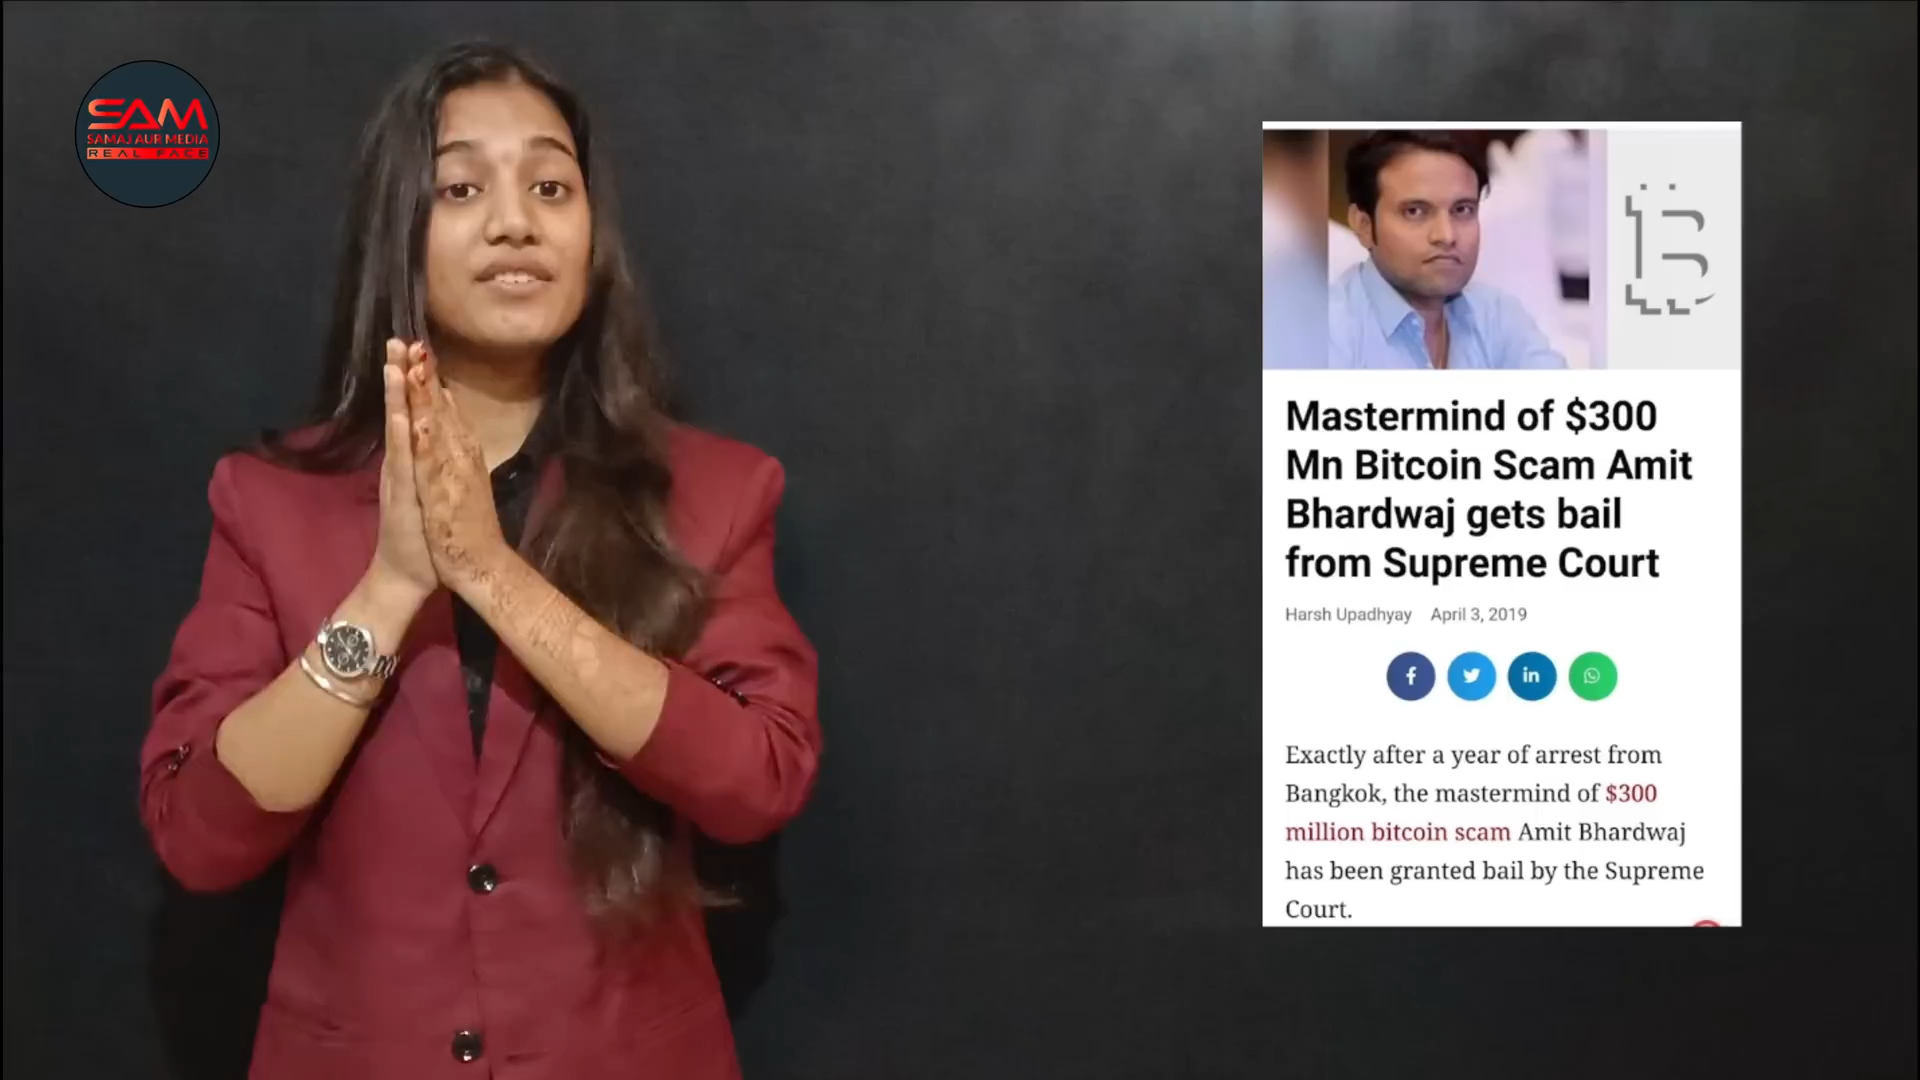 SAM
SAMAJ AUR MEDIA
REAL FACE
Mastermind of $300
Mn Bitcoin Scam Amit
Bhardwaj gets bail
from Supreme Court
Harsh Upadhyay April 3, 2019
Exactly after a year of arrest from
Bangkok, the mastermind of $300
million bitcoin scam Amit Bhardwaj
has been granted bail by the Supreme
Court.